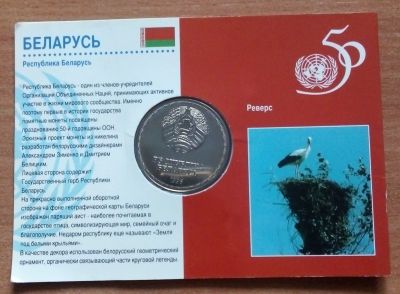 БЕЛАРУСЬ
Республика Беларусь
Республика Беларусь - один из членов-учредителей
Организации Объединенных Наций, принимающих активное
участие в жизни мирового сообщества. Именно
поэтому первые в истории государства
памятные монеты посвящены
празднованию 50-й годовщины ООН.
Эскизный проект монеты из никелина
разработан белорусскими дизайнерами
Александром Зименко и Дмитрием
Белицким.
Лицевая сторона содержит
Государственный герб Республики
Беларусь.
На прекрасно выполненной оборотной
стороне на фоне географической карты Беларуси
изображен парящий аист - наиболее почитаемая в
государстве птица, символизирующая мир, семейный очаг и
благополучие. Недаром республику еще называют «Земля
под белыми крыльями».
В качестве декора использован белорусский геометрический
орнамент, органически связывающий части круговой легенды.
50
Реверс